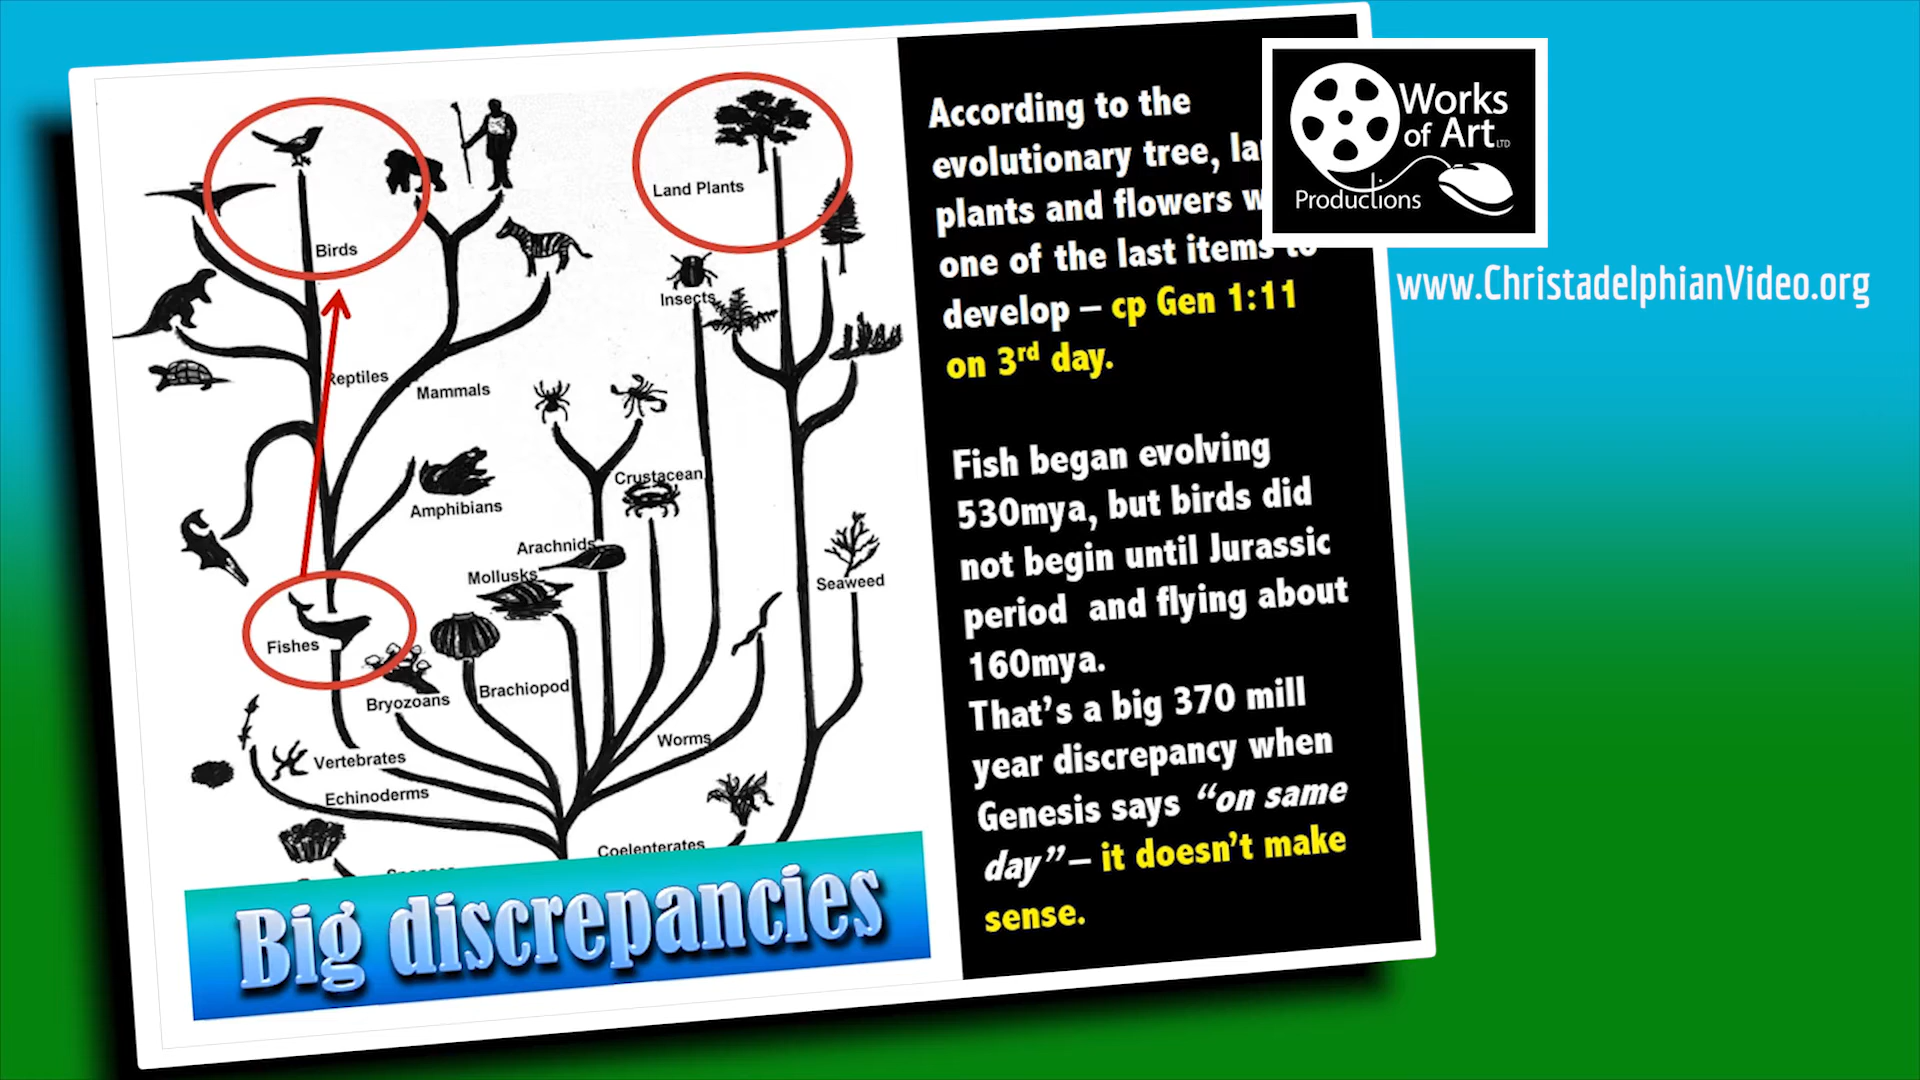 Birds
Land Plants
Insects
Reptiles
Mammals
Amphibians
Crustacean
Arachnids
Mollusks
Seaweed
Fishes
Bryozoans
Brachiopod
Worms
Vertebrates
Echinoderms
Coelenterates
Big discrepancies
According to the
evolutionary tree,
plants and flowers
one of the last items to
develop – cp Gen 1:11
on 3rd day.
Fish began evolving
530mya, but birds did
not begin until Jurassic
period and flying about
160mya.
That's a big 370 mill
year discrepancy when
Genesis says “on same
day”– it doesn't make
sense.
Works
of Art LTD
Productions
www.ChristadelphianVideo.org